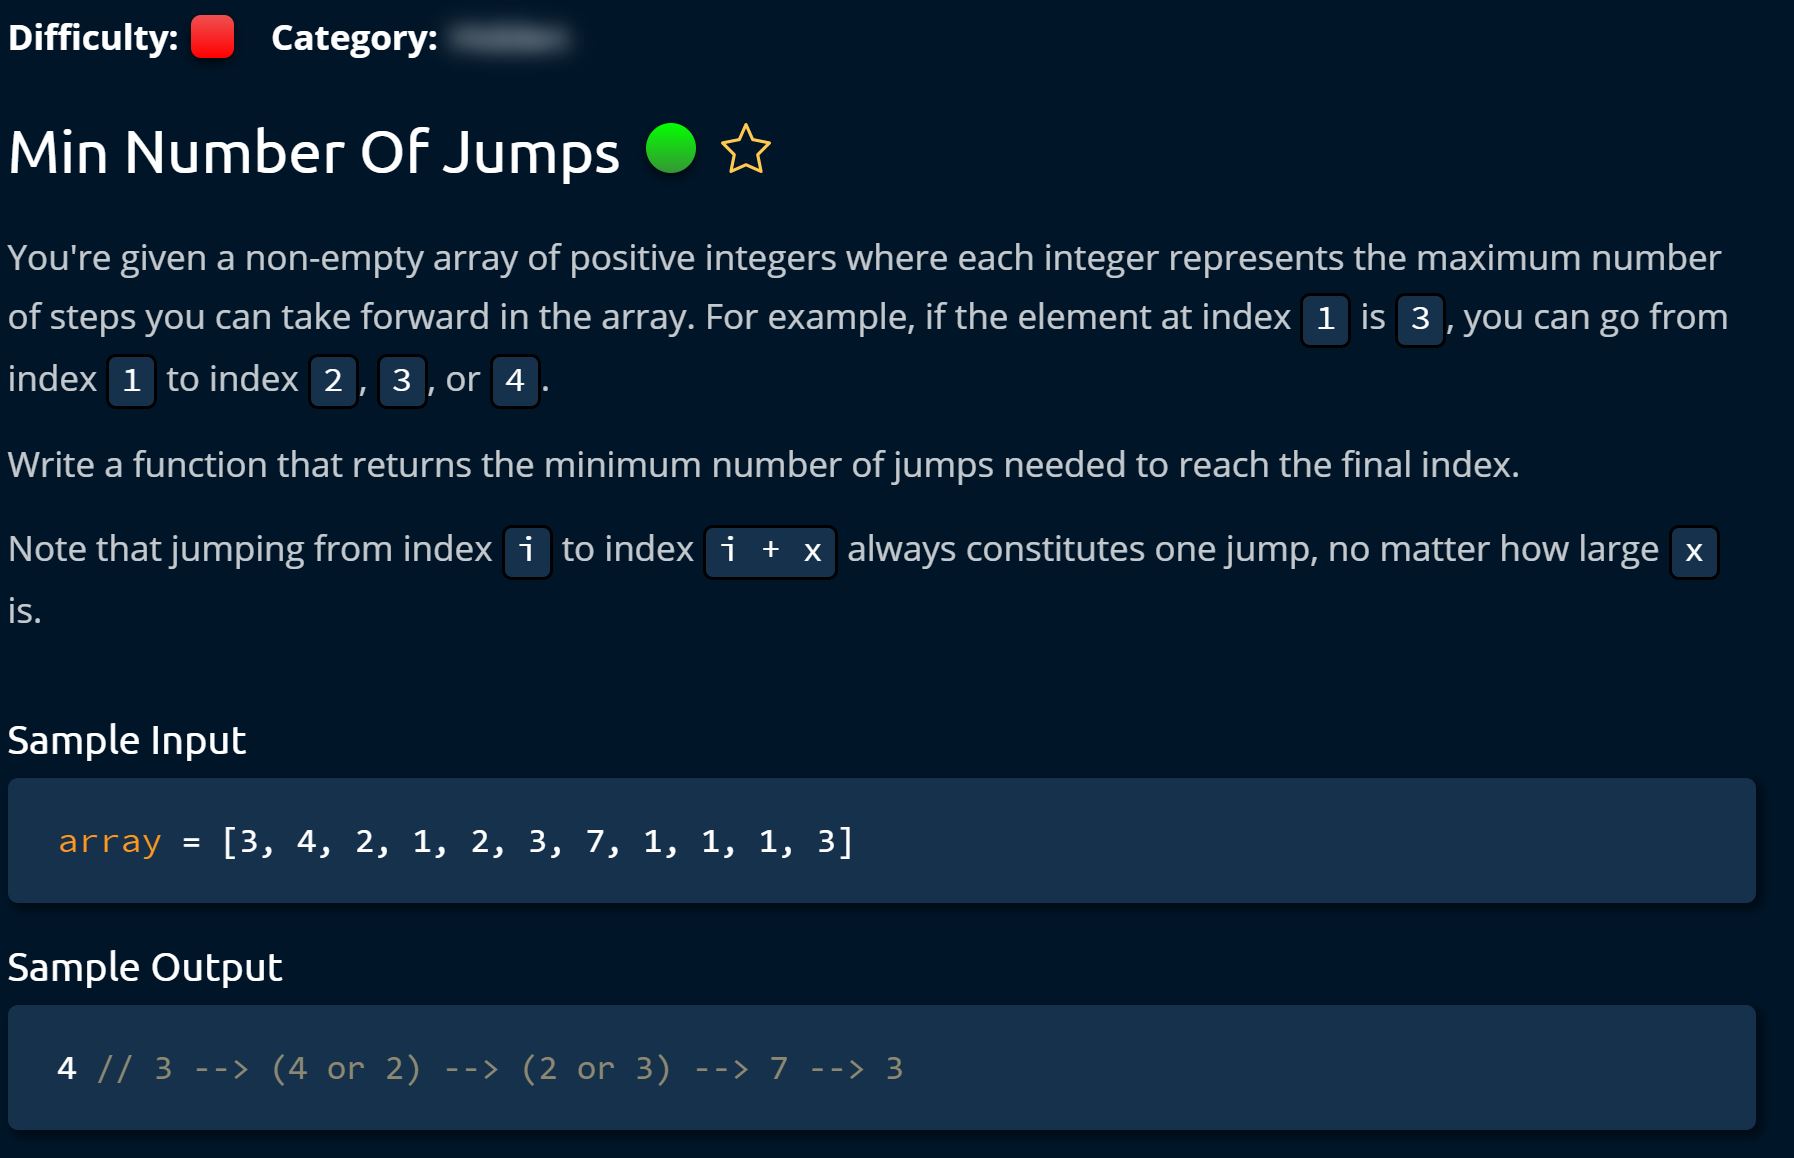 Difficulty: Category:
Min Number Of Jumps
You're given a non-empty array of positive integers where each integer represents the maximum number
of steps you can take forward in the array. For example, if the element at index 1 is 3, you can go from
index 1 to index 2, 3, or 4.
Write a function that returns the minimum number of jumps needed to reach the final index.
Note that jumping from index i to index i + x always constitutes one jump, no matter how large x
is.
Sample Input
array = [3, 4, 2, 1, 2, 3, 7, 1, 1, 1, 3]
Sample Output
4 // 3 --> (4 or 2) --> (2 or 3) --> 7 --> 3